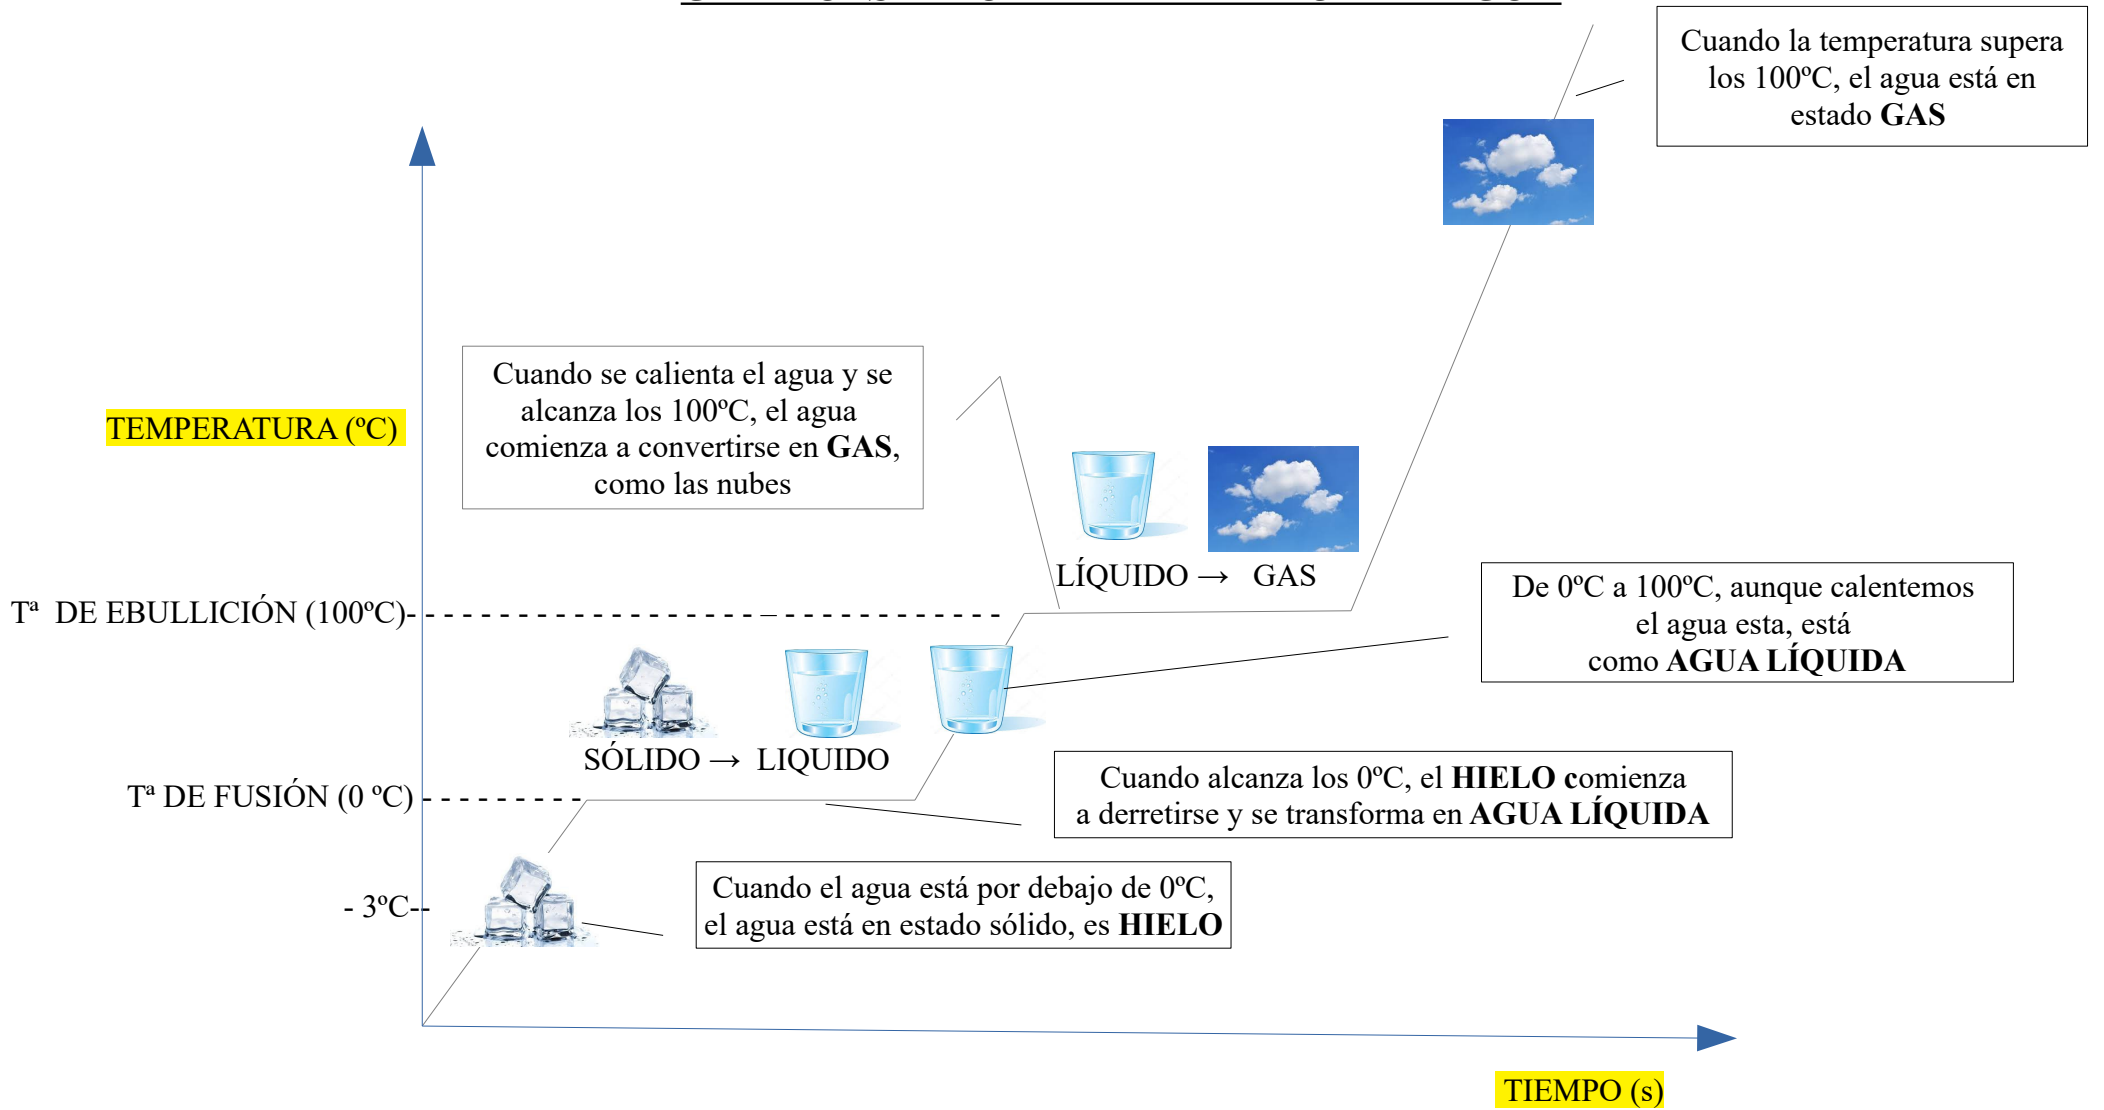 Cuando la temperatura supera
los 100ºC, el agua está en
estado GAS
Cuando se calienta el agua y se
alcanza los 100ºC, el agua
comienza a convertirse en GAS,
como las nubes
TEMPERATURA (ºC)
LÍQUIDO → GAS
De 0ºC a 100ºC, aunque calentemos
el agua esta, está
como AGUA LÍQUIDA
Tª DE EBULLICIÓN (100ºC)
SÓLIDO → LIQUIDO
Cuando alcanza los 0ºC, el HIELO comienza
a derretirse y se transforma en AGUA LÍQUIDA
Tª DE FUSIÓN (0 ºC)
Cuando el agua está por debajo de 0ºC,
el agua está en estado sólido, es HIELO
- 3ºC--
TIEMPO (s)